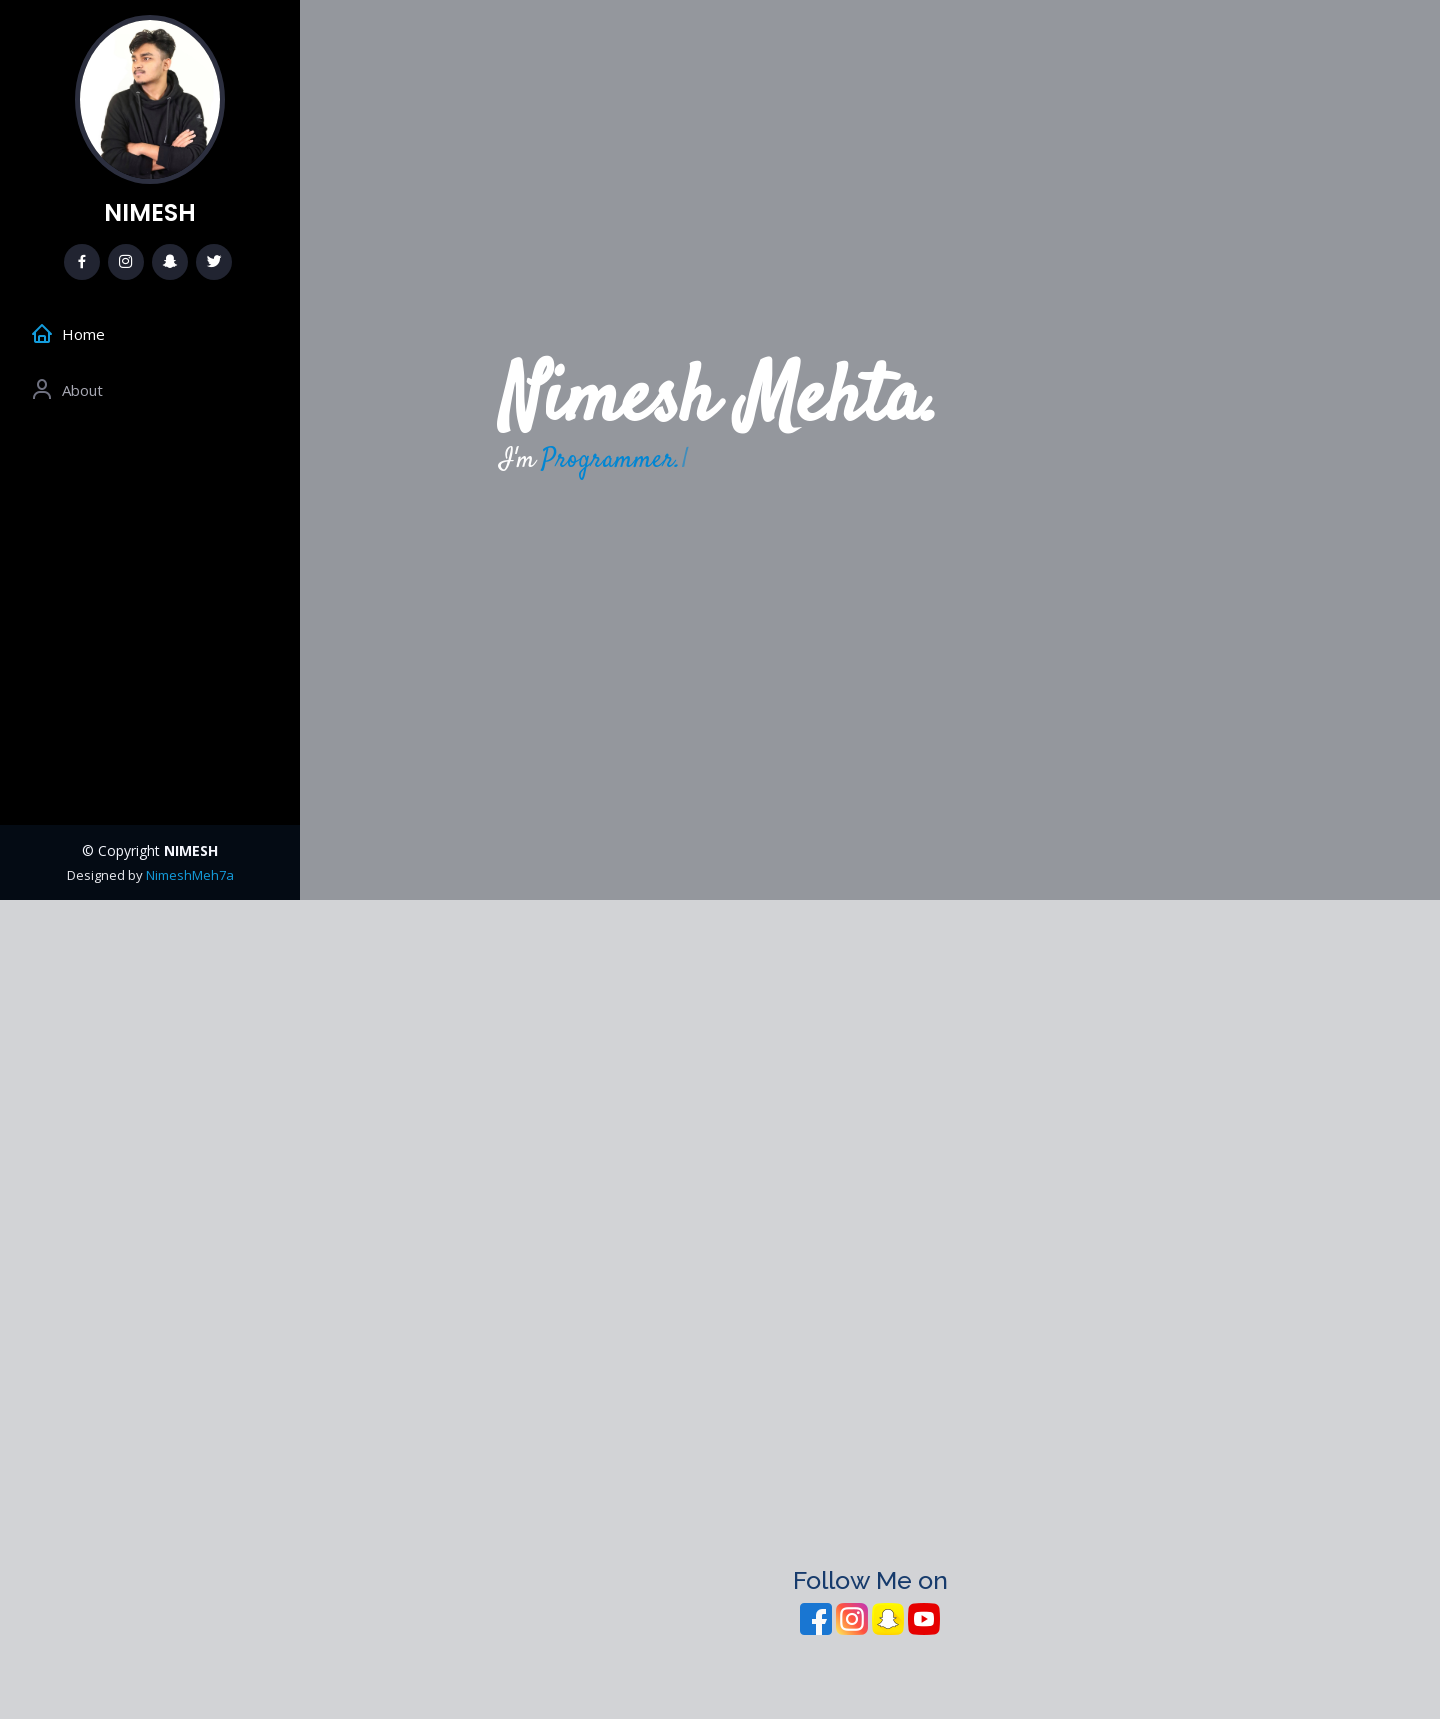 NIMESH
Home
About
Nimesh Mehta.
I'm Programmer.|
© Copyright NIMESH
Designed by NimeshMeh7a
Follow Me on